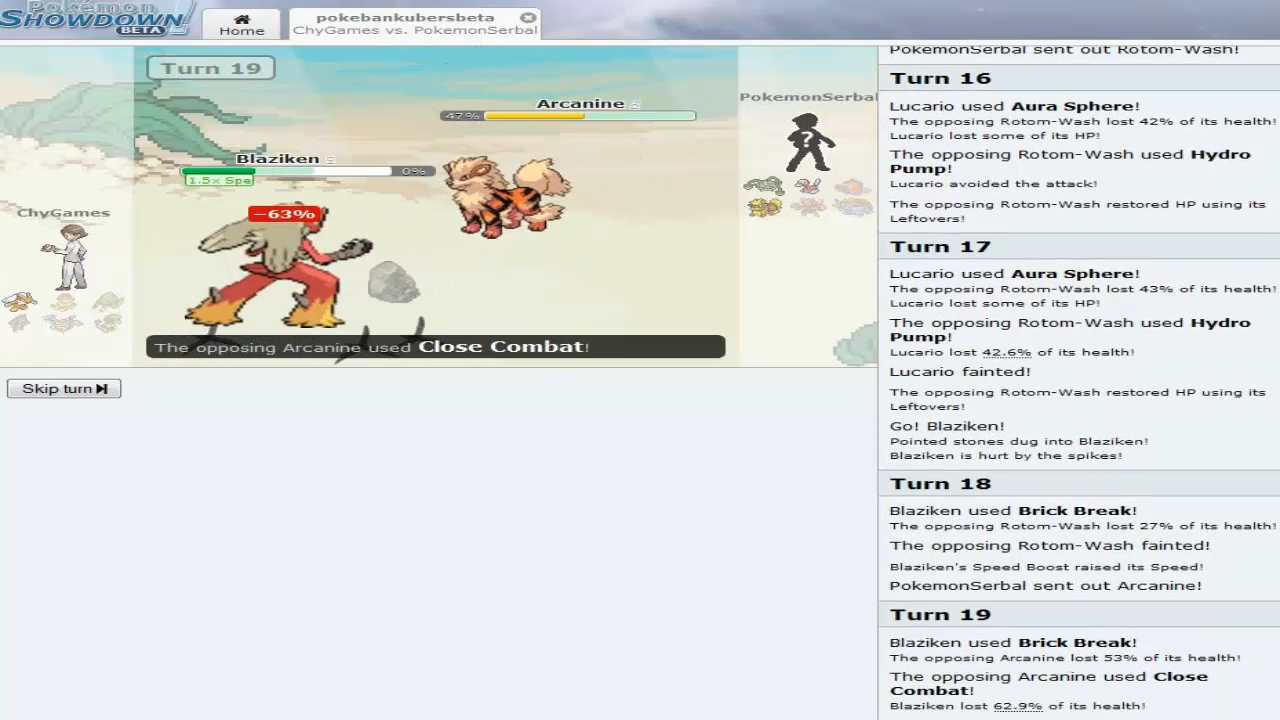 Pokémon
SHOWDOWN
BETA
Home
pokebankubersbeta
ChyGames vs. PokemonSerbal
Turn 19
Arcanine
47%
Blaziken
0%
1.5× Spe
−63%
ChyGames
PokemonSerbal
?
The opposing Arcanine used Close Combat!
Skip turn
PokemonSerbal sent out Rotom-Wash!
Turn 16
Lucario used Aura Sphere!
The opposing Rotom-Wash lost 42% of its health!
Lucario lost some of its HP!
The opposing Rotom-Wash used Hydro
Pump!
Lucario avoided the attack!
The opposing Rotom-Wash restored HP using its
Leftovers!
Turn 17
Lucario used Aura Sphere!
The opposing Rotom-Wash lost 43% of its health!
Lucario lost some of its HP!
The opposing Rotom-Wash used Hydro
Pump!
Lucario lost 42.6% of its health!
Lucario fainted!
The opposing Rotom-Wash restored HP using its
Leftovers!
Go! Blaziken!
Pointed stones dug into Blaziken!
Blaziken is hurt by the spikes!
Turn 18
Blaziken used Brick Break!
The opposing Rotom-Wash lost 27% of its health!
The opposing Rotom-Wash fainted!
Blaziken's Speed Boost raised its Speed!
PokemonSerbal sent out Arcanine!
Turn 19
Blaziken used Brick Break!
The opposing Arcanine lost 53% of its health!
The opposing Arcanine used Close
Combat!
Blaziken lost 62.9% of its health!